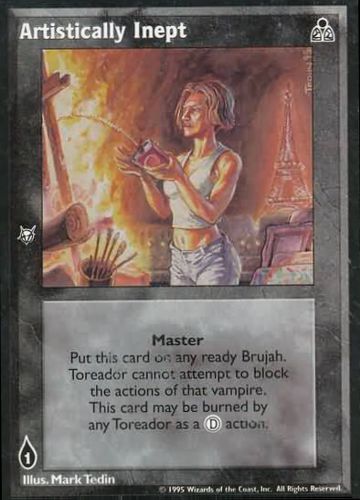 Artistically Inept
TEDIN 95
Master
Put this card on any ready Brujah.
Toreador cannot attempt to block
the actions of that vampire.
This card may be burned by
any Toreador as a Ⓓ action.
1
Illus. Mark Tedin
© 1995 Wizards of the Coast, Inc. All Rights Reserved.